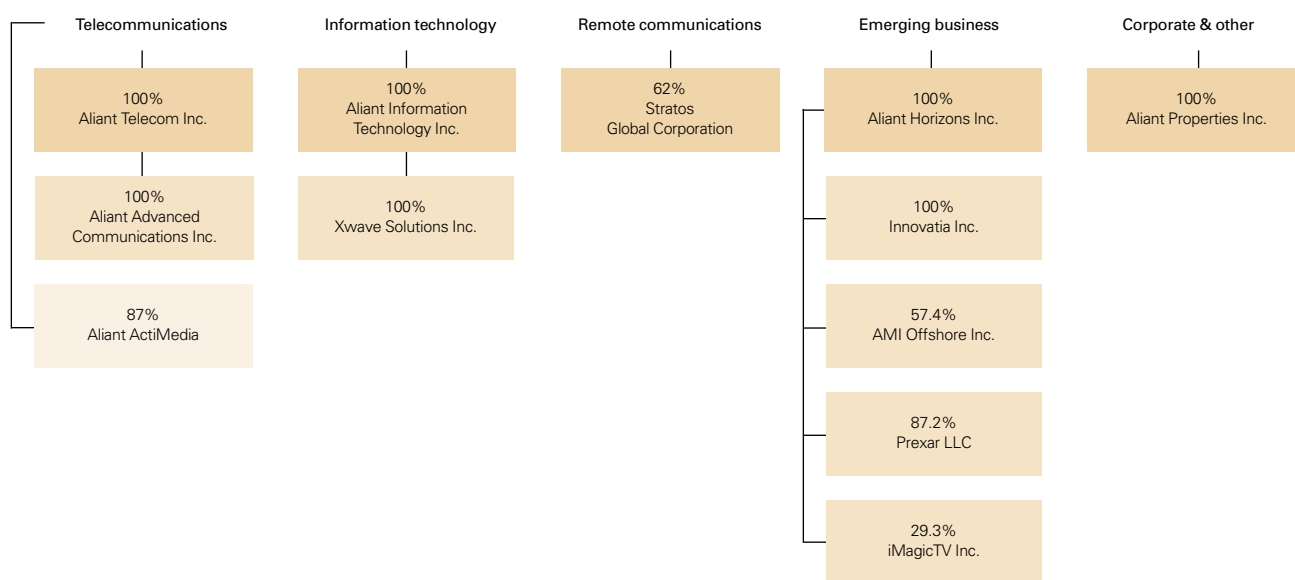 Telecommunications
100%
Aliant Telecom Inc.
100%
Aliant Advanced
Communications Inc.
87%
Aliant ActiMedia
Information technology
100%
Aliant Information
Technology Inc.
100%
Xwave Solutions Inc.
Remote communications
62%
Stratos
Global Corporation
Emerging business
100%
Aliant Horizons Inc.
100%
Innovatia Inc.
57.4%
AMI Offshore Inc.
87.2%
Prexar LLC
29.3%
iMagicTV Inc.
Corporate & other
100%
Aliant Properties Inc.